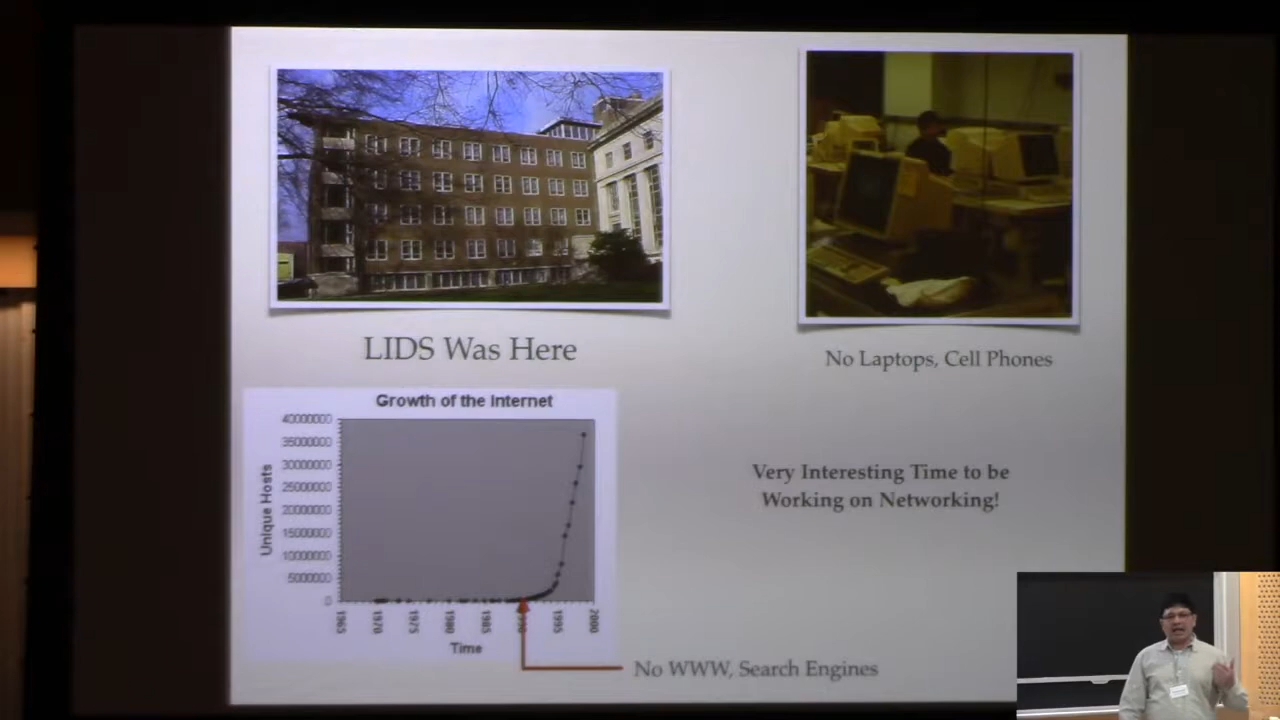 LIDS Was Here
No Laptops, Cell Phones
Growth of the Internet
Unique Hosts
40000000
35000000
30000000
25000000
20000000
15000000
10000000
5000000
0
1965
1970
1975
1980
1985
1990
1995
2000
Time
Very Interesting Time to be
Working on Networking!
No WWW, Search Engines